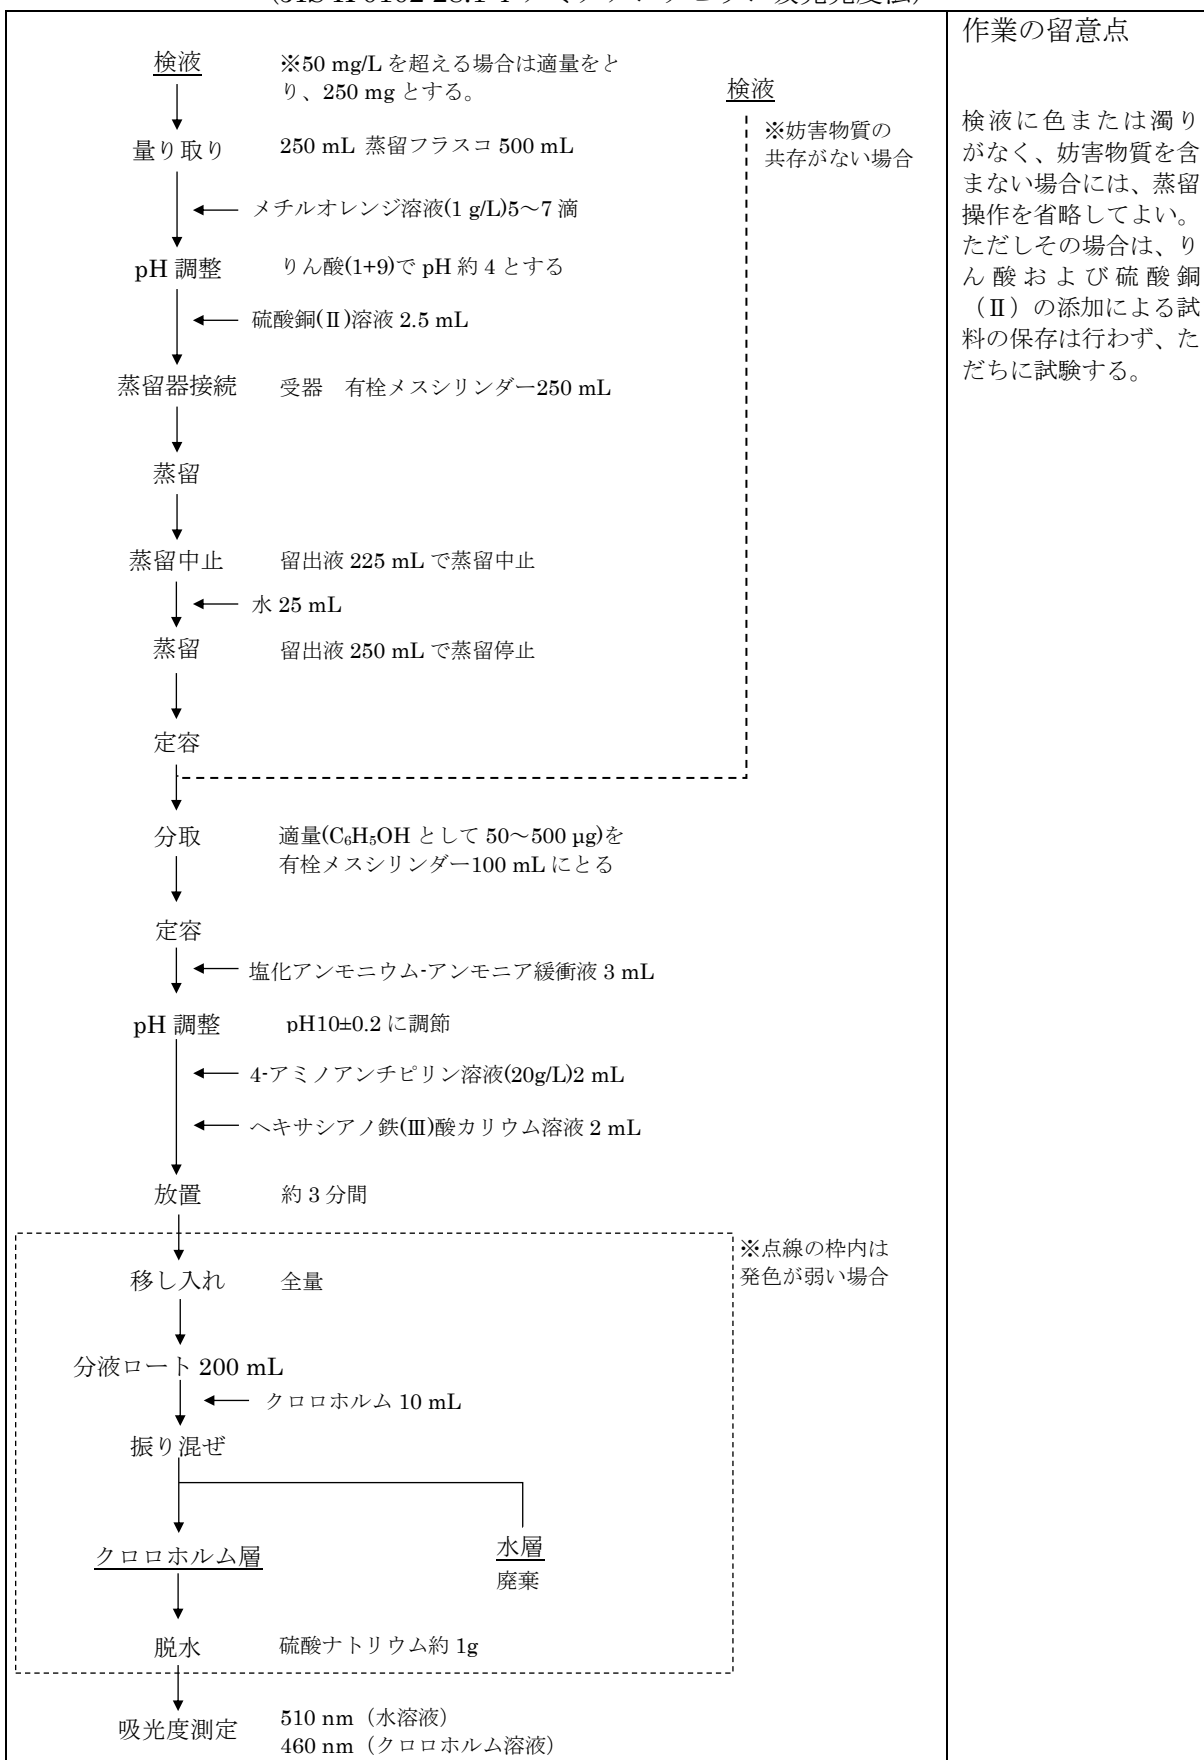 検液
※50 mg/L を超える場合は適量をと
り、250 mg とする。
検液
※妨害物質の
共存がない場合
量り取り
250 mL 蒸留フラスコ 500 mL
メチルオレンジ溶液(1 g/L)5～7 滴
pH 調整
りん酸(1+9)で pH 約 4 とする
硫酸銅(Ⅱ)溶液 2.5 mL
蒸留器接続
受器　有栓メスシリンダー250 mL
蒸留
蒸留中止
留出液 225 mL で蒸留中止
水 25 mL
蒸留
留出液 250 mL で蒸留停止
定容
分取
適量(C₆H₅OH として 50～500 µg)を
有栓メスシリンダー100 mL にとる
定容
塩化アンモニウム-アンモニア緩衝液 3 mL
pH 調整
pH10±0.2 に調節
4-アミノアンチピリン溶液(20g/L)2 mL
ヘキサシアノ鉄(Ⅲ)酸カリウム溶液 2 mL
放置
約 3 分間
※点線の枠内は
発色が弱い場合
移し入れ
全量
分液ロート 200 mL
クロロホルム 10 mL
振り混ぜ
クロロホルム層
水層
廃棄
脱水
硫酸ナトリウム約 1g
吸光度測定
510 nm（水溶液）
460 nm（クロロホルム溶液）
作業の留意点
検液に色または濁り
がなく、妨害物質を含
まない場合には、蒸留
操作を省略してよい。
ただしその場合は、り
ん酸および硫酸銅
（Ⅱ）の添加による試
料の保存は行わず、た
だちに試験する。